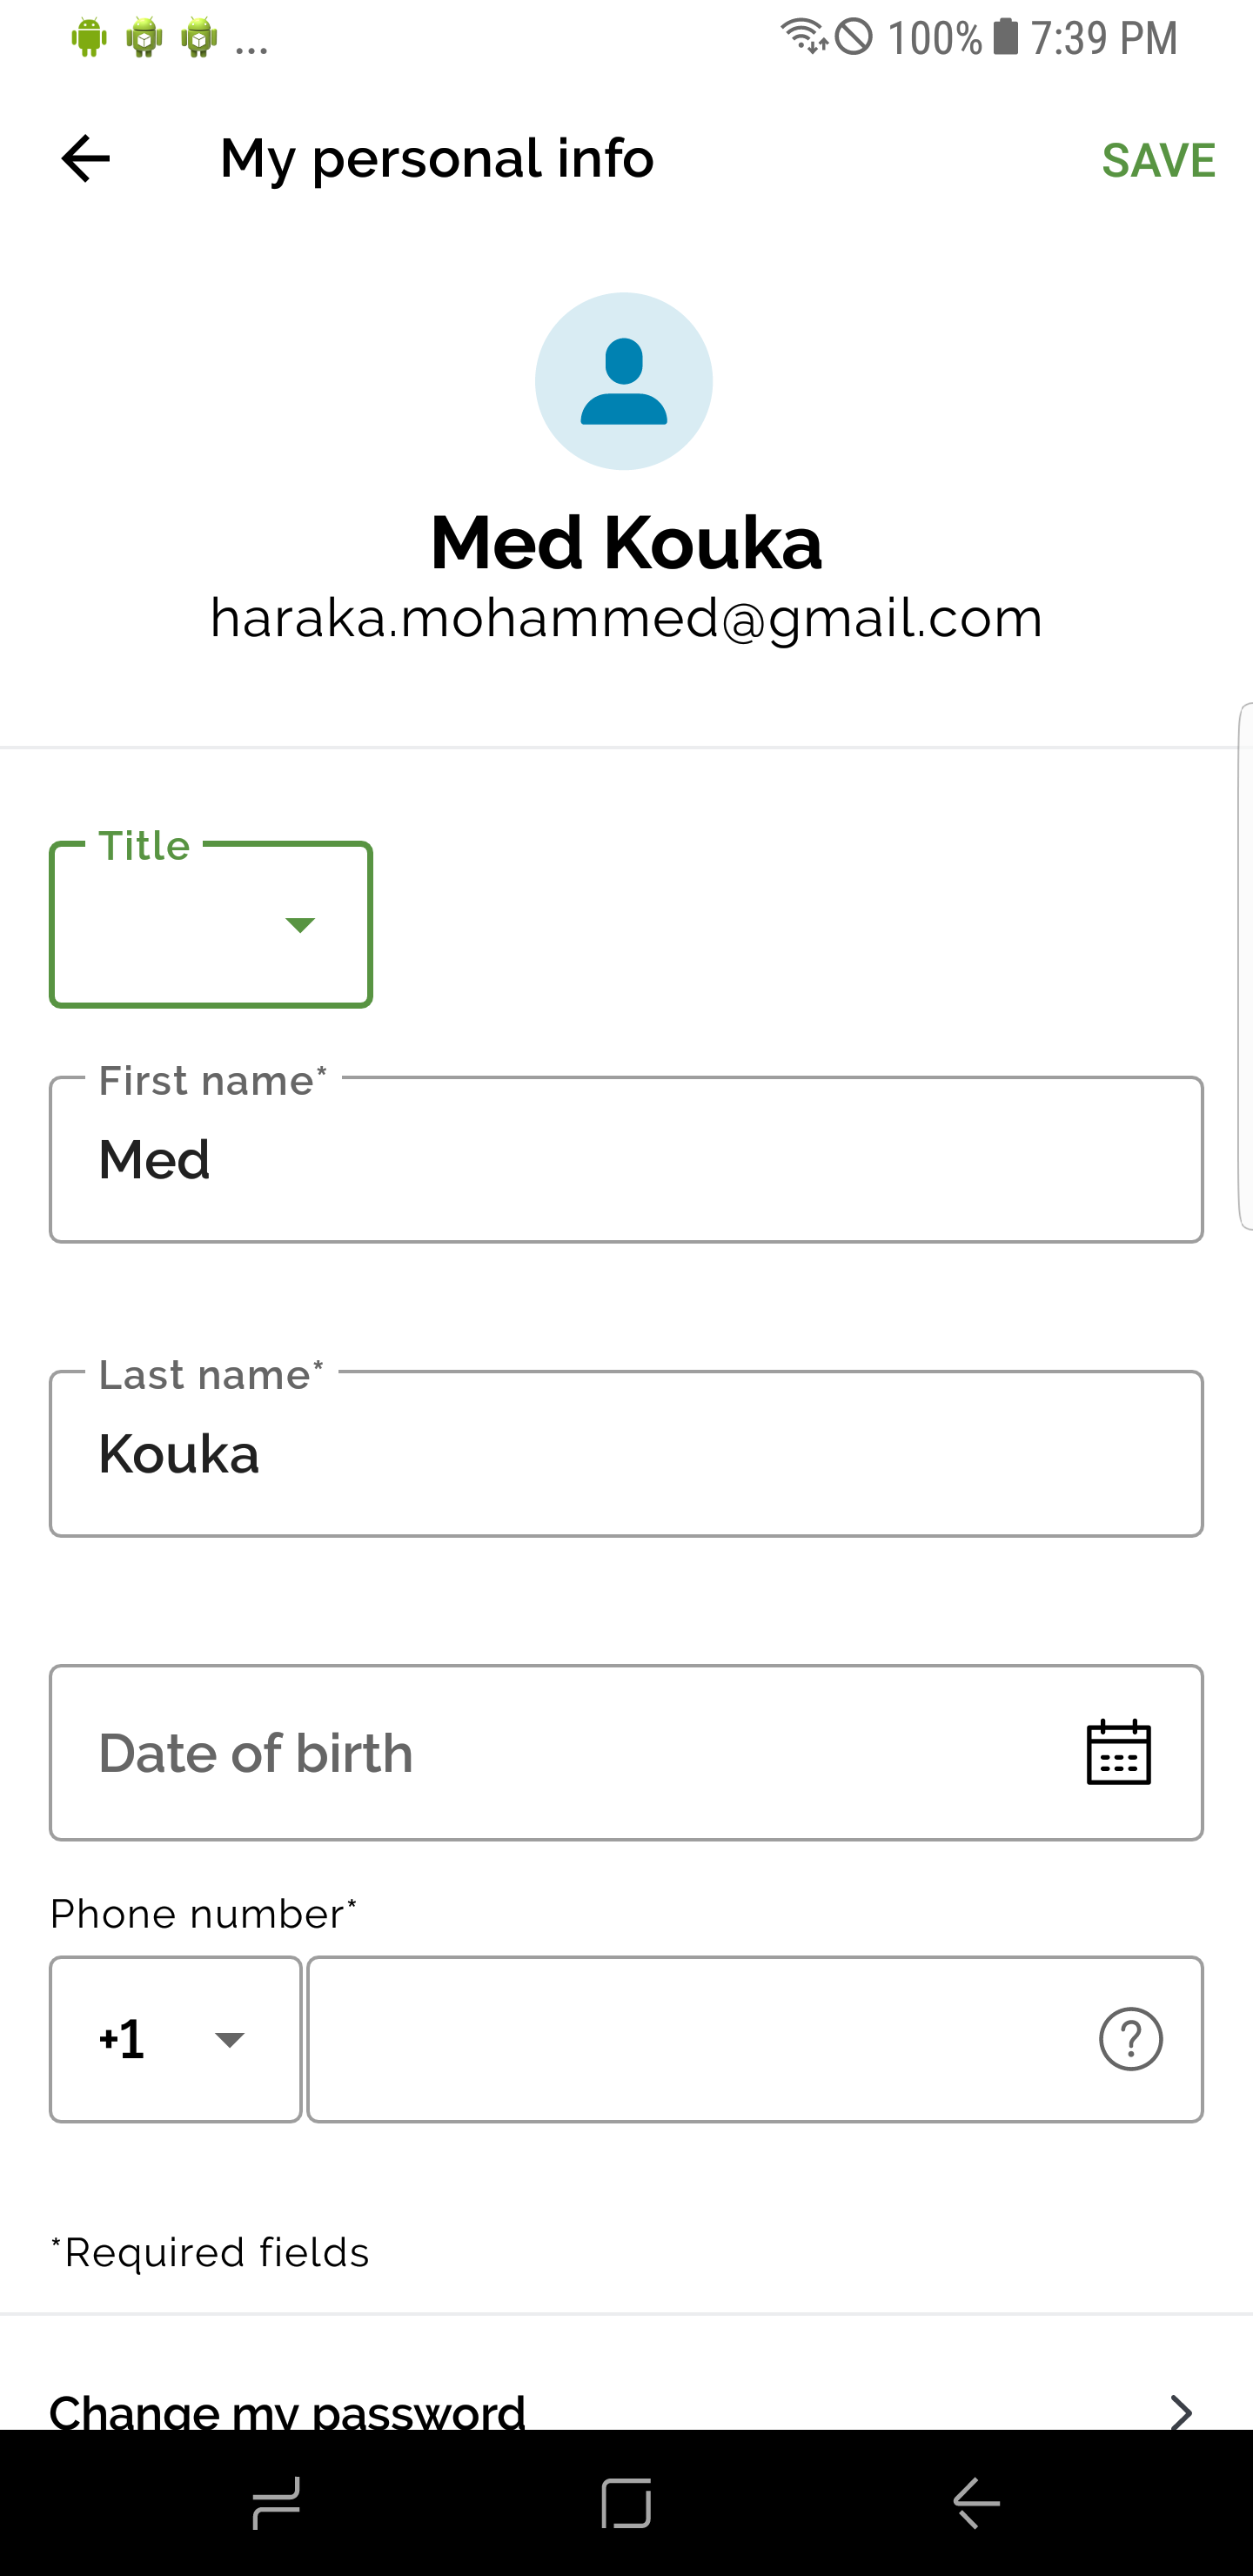 ... 100% 7:39 PM
My personal info SAVE
Med Kouka
haraka.mohammed@gmail.com
Title
First name*
Med
Last name*
Kouka
Date of birth
Phone number*
+1 ?
*Required fields
Change my password